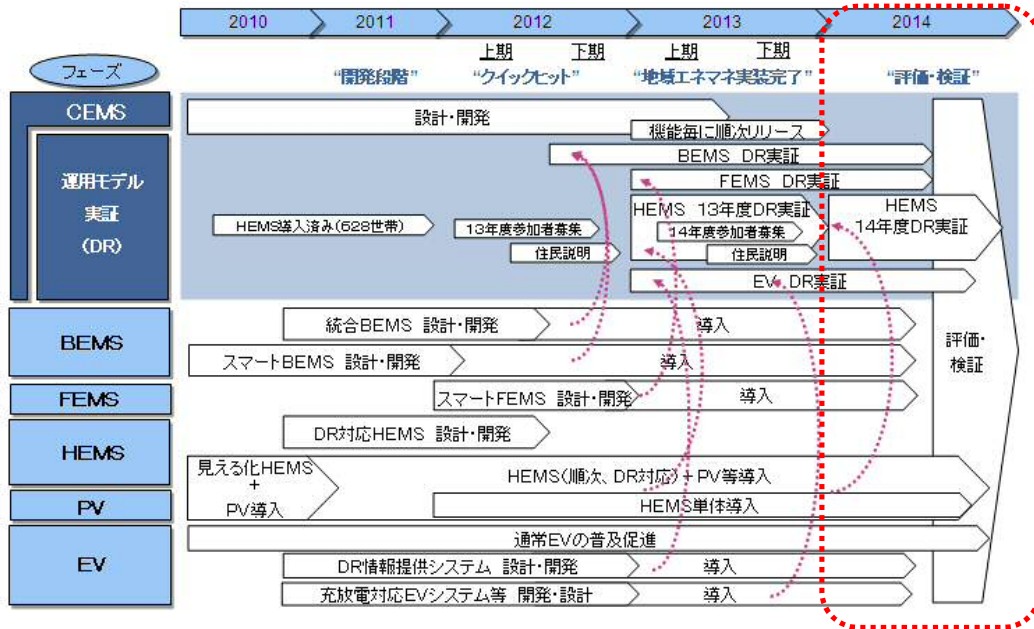 2010
2011
2012
2013
2014
上期
下期
上期
下期
フェーズ
“開発段階”
“クイックヒット”
“地域エネマネ実装完了”
“評価・検証”
CEMS
設計・開発
機能毎に順次リリース
運用モデル
実証
(DR)
BEMS DR実証
FEMS DR実証
HEMS導入済み(628世帯)
13年度参加者募集
住民説明
HEMS 13年度DR実証
14年度参加者募集
住民説明
HEMS
14年度DR実証
EV DR実証
BEMS
統合BEMS 設計・開発
導入
スマートBEMS 設計・開発
導入
評価・
検証
FEMS
スマートFEMS 設計・開発
導入
HEMS
DR対応HEMS 設計・開発
見える化HEMS
+
PV導入
HEMS(順次、DR対応)+PV等導入
PV
HEMS単体導入
EV
通常EVの普及促進
DR情報提供システム 設計・開発
導入
充放電対応EVシステム等 開発・設計
導入